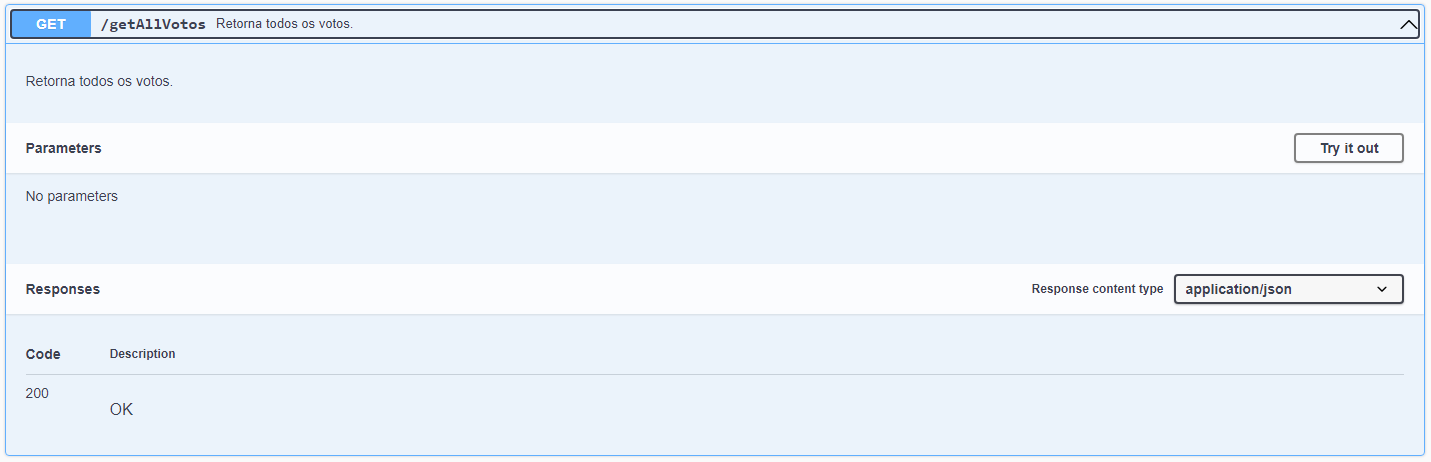 GET /getAllVotos Retorna todos os votos.
Retorna todos os votos.
Parameters Try it out
No parameters
Responses Response content type application/json
Code Description
200
OK